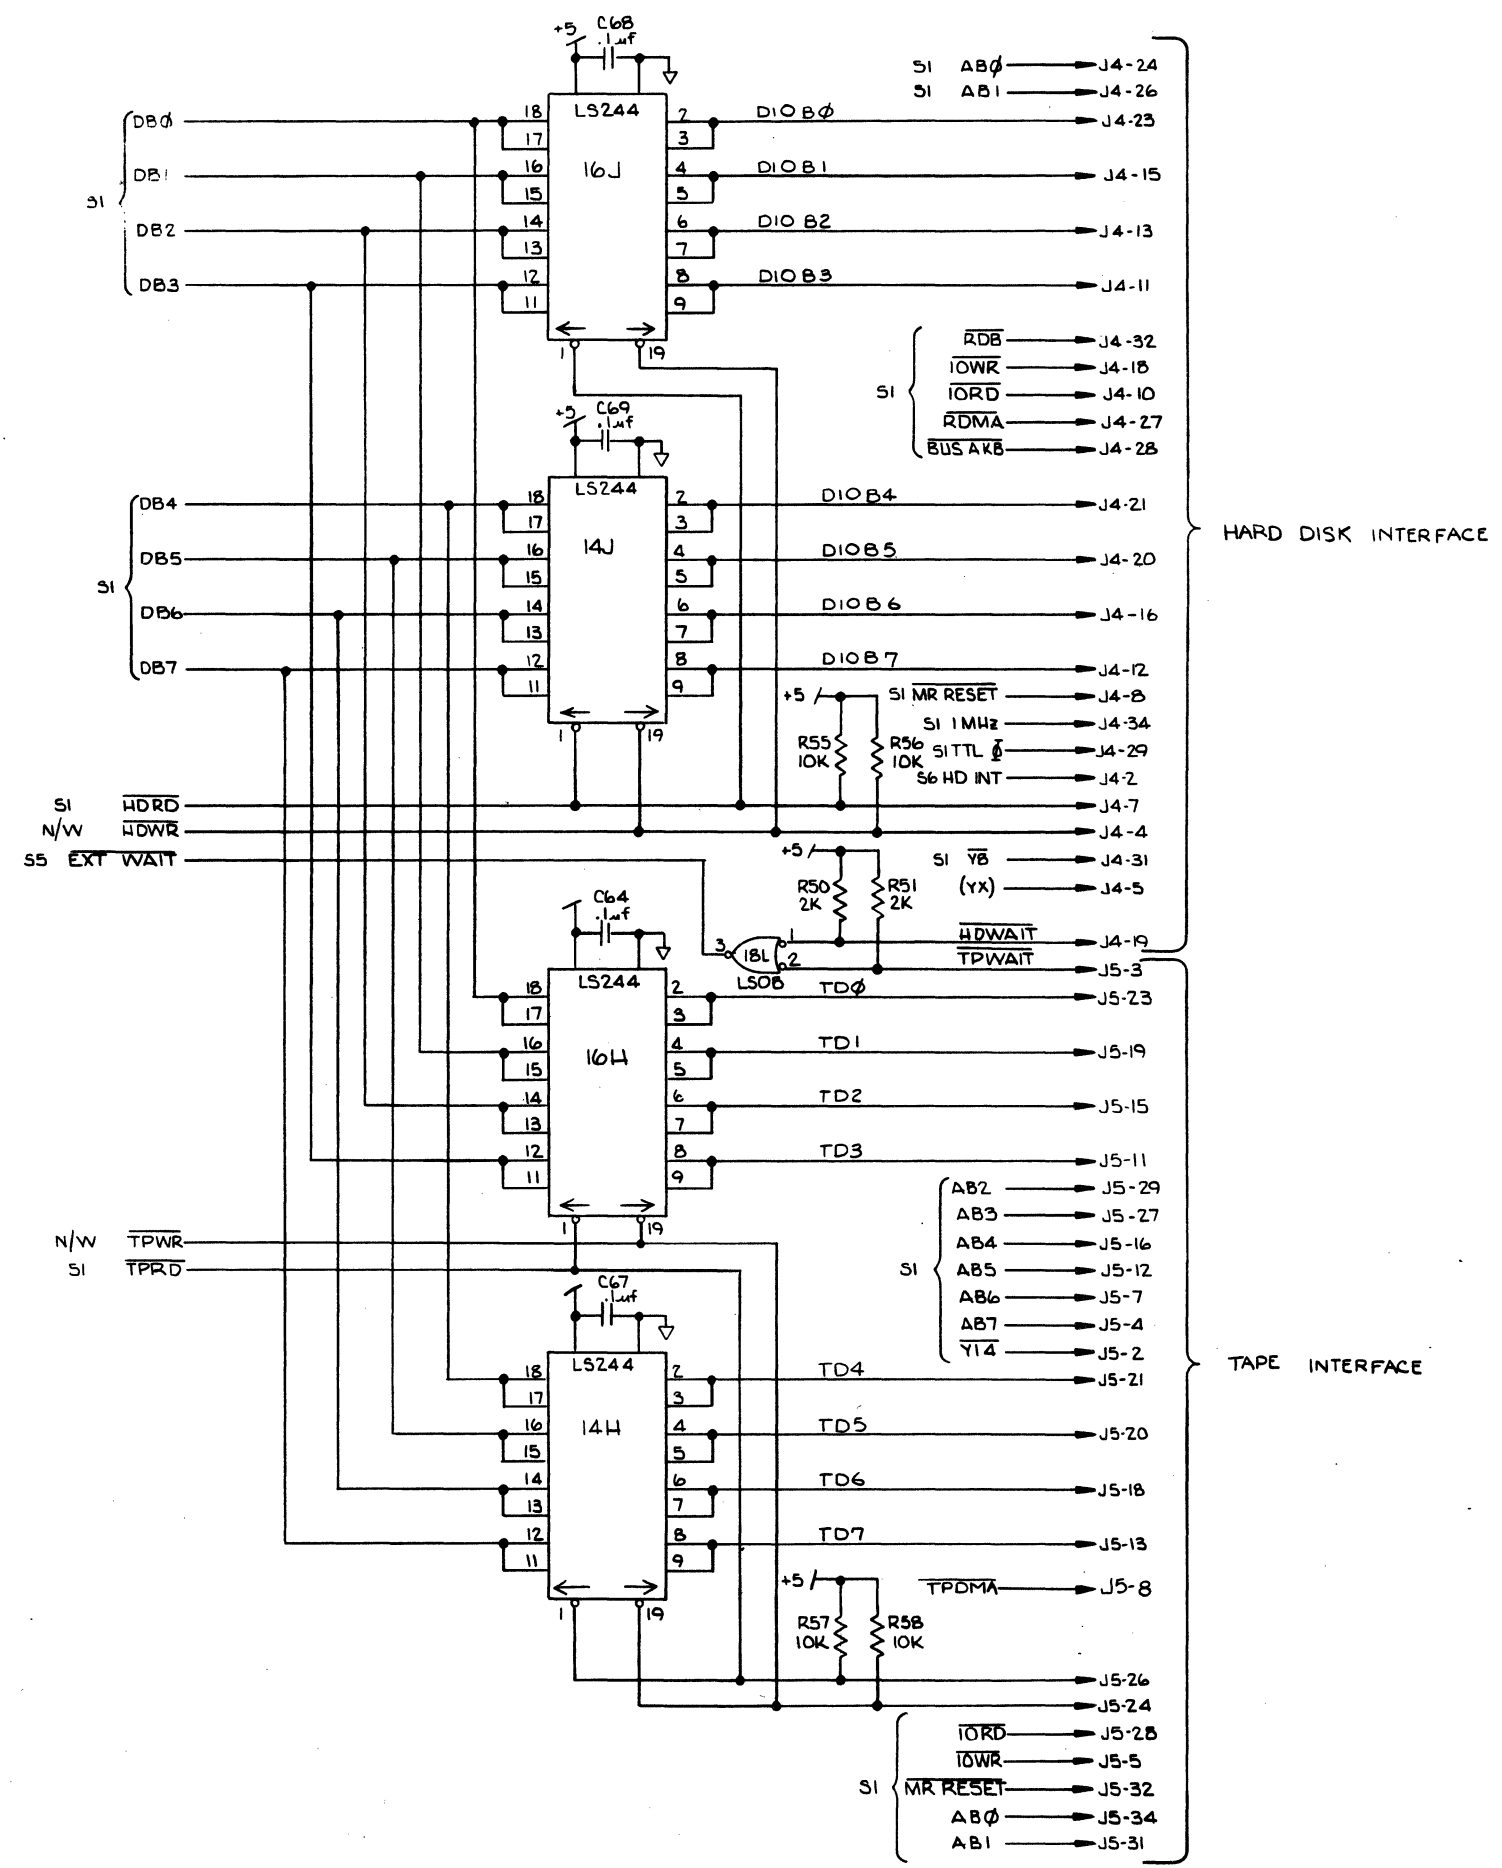 +5 C68
.1µf
S1 ABØ J4-24
S1 AB1 J4-26
DBØ 18 LS244 2 DIOBØ J4-23
17 3
DB1 16 16J 4 DIOB1 J4-15
S1
15 5
DB2 14 6 DIOB2 J4-13
13 7
DB3 12 8 DIOB3 J4-11
11 9
1 19
RDB J4-32
IOWR J4-18
S1 IORD J4-10
RDMA J4-27
BUSAKB J4-28
+5 C69
.1µf
DB4 18 LS244 2 DIOB4 J4-21
17 3
HARD DISK INTERFACE
14J
DB5 16 4 DIOB5 J4-20
S1
15 5
DB6 14 6 DIOB6 J4-16
13 7
DB7 12 8 DIOB7 J4-12
11 9
1 19
+5 S1 MR RESET J4-8
S1 1MHz J4-34
R55 10K R56 10K
S1 TTL Φ J4-29
S6 HD INT J4-2
S1 HDRD J4-7
N/W HDWR J4-4
S5 EXT WAIT
+5 S1 Y8 J4-31
R50 2K R51 2K
(YX) J4-5
C64
.1µf
3 18L 1 HDWAIT J4-19
2 TPWAIT J5-3
LS08
18 LS244 2 TDØ J5-23
17 3
16 16H 4 TD1 J5-19
15 5
14 6 TD2 J5-15
13 7
12 8 TD3 J5-11
11 9
1 19
AB2 J5-29
AB3 J5-27
N/W TPWR
AB4 J5-16
S1 TPRD
S1 AB5 J5-12
C67
.1µf
AB6 J5-7
AB7 J5-4
Y14 J5-2
TAPE INTERFACE
18 LS244 2 TD4 J5-21
17 3
16 14H 4 TD5 J5-20
15 5
14 6 TD6 J5-18
13 7
12 8 TD7 J5-13
11 9
1 19
+5 TPDMA J5-8
R57 10K R58 10K
J5-26
J5-24
IORD J5-28
IOWR J5-5
S1 MR RESET J5-32
ABØ J5-34
AB1 J5-31